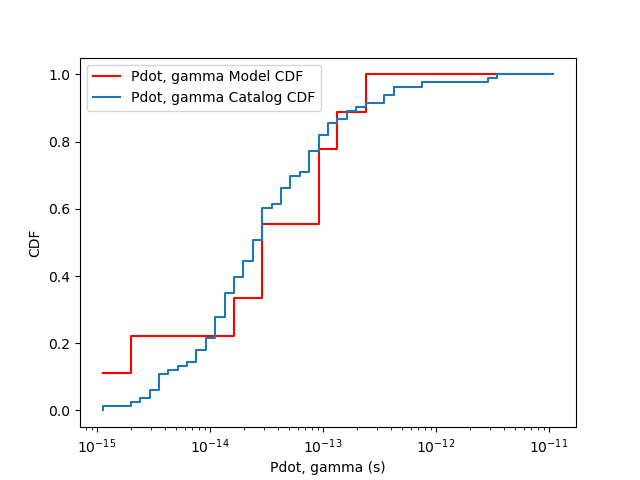 Pdot, gamma Model CDF
Pdot, gamma Catalog CDF
1.0
0.8
0.6
0.4
0.2
0.0
CDF
10⁻¹⁵
10⁻¹⁴
10⁻¹³
10⁻¹²
10⁻¹¹
Pdot, gamma (s)